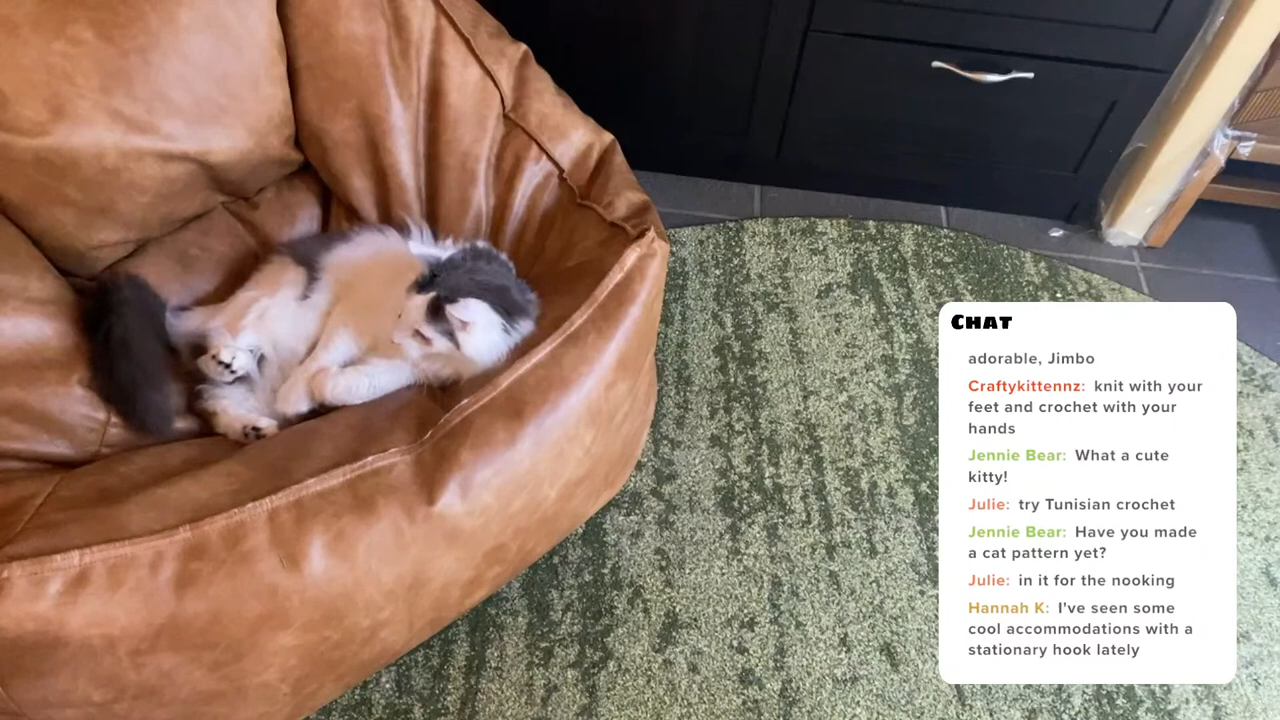 Chat
adorable, Jimbo
Craftykittennz: knit with your
feet and crochet with your
hands
Jennie Bear: What a cute
kitty!
Julie: try Tunisian crochet
Jennie Bear: Have you made
a cat pattern yet?
Julie: in it for the nooking
Hannah K: I've seen some
cool accommodations with a
stationary hook lately